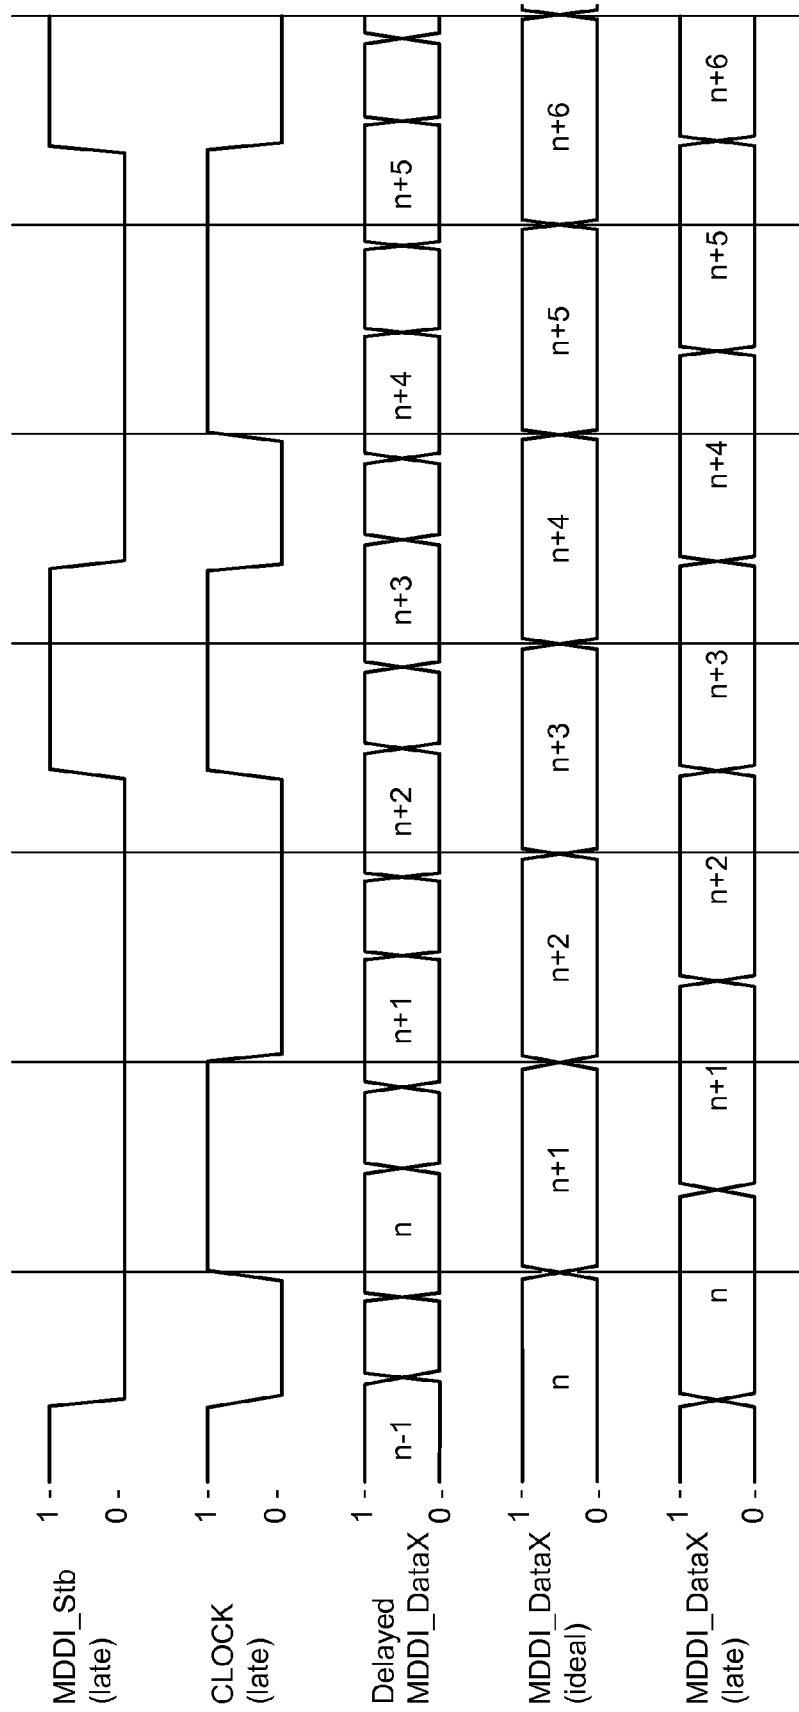 MDDI_Stb
(late)
1 -
0 -
CLOCK
(late)
1 -
0 -
Delayed
MDDI_DataX
1 -
0 -
n-1
n
n+1
n+2
n+3
n+4
n+5
MDDI_DataX
(ideal)
1 -
0 -
n
n+1
n+2
n+3
n+4
n+5
n+6
MDDI_DataX
(late)
1 -
0 -
n
n+1
n+2
n+3
n+4
n+5
n+6